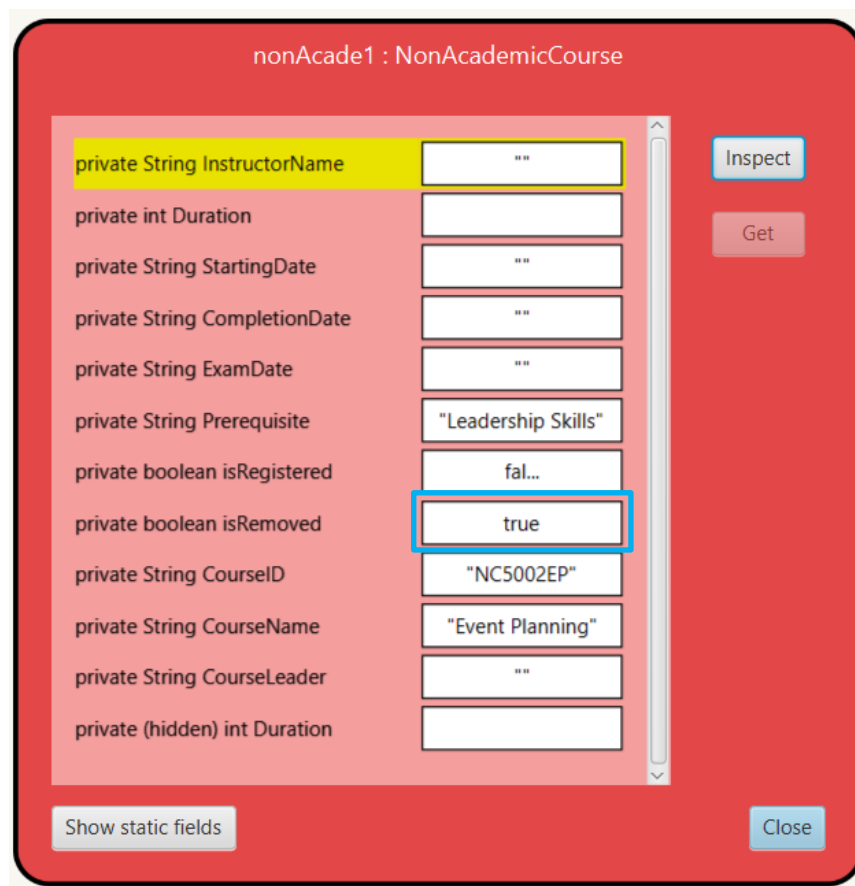 nonAcade1 : NonAcademicCourse
private String InstructorName ""
Inspect
private int Duration
Get
private String StartingDate ""
private String CompletionDate ""
private String ExamDate ""
private String Prerequisite "Leadership Skills"
private boolean isRegistered fal...
private boolean isRemoved true
private String CourseID "NC5002EP"
private String CourseName "Event Planning"
private String CourseLeader ""
private (hidden) int Duration
Show static fields
Close